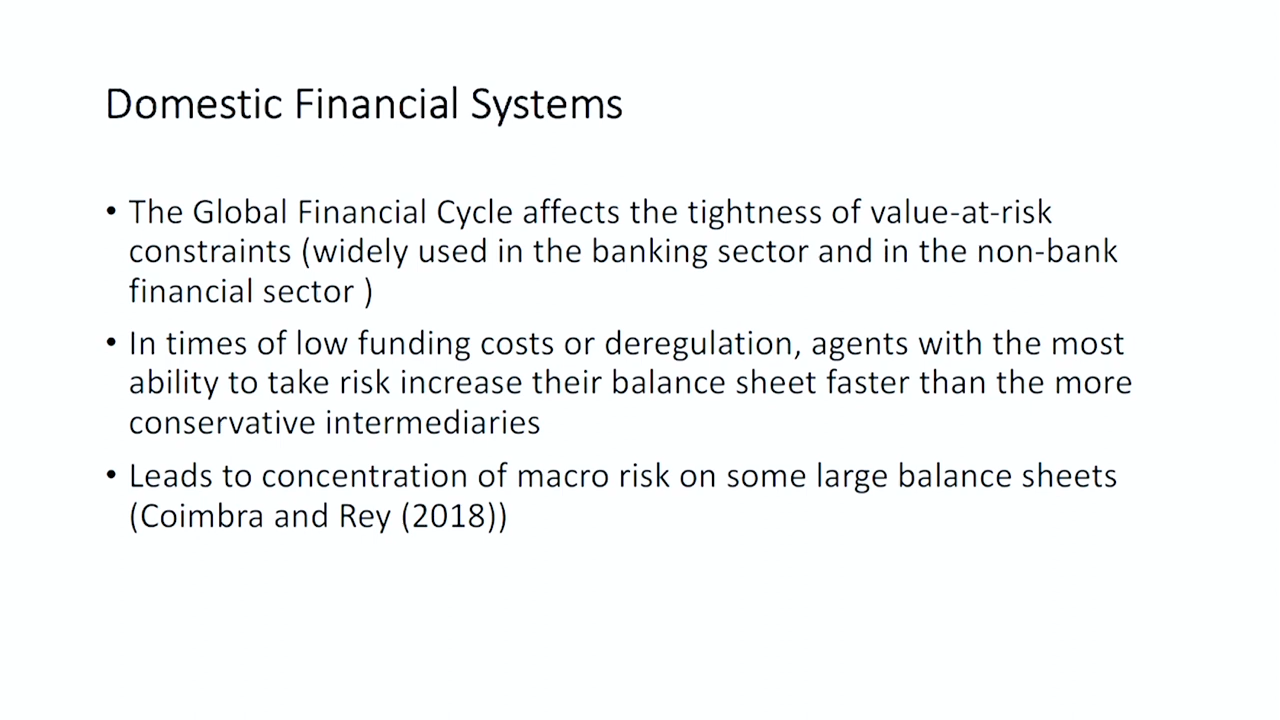 Domestic Financial Systems
• The Global Financial Cycle affects the tightness of value-at-risk
constraints (widely used in the banking sector and in the non-bank
financial sector )
• In times of low funding costs or deregulation, agents with the most
ability to take risk increase their balance sheet faster than the more
conservative intermediaries
• Leads to concentration of macro risk on some large balance sheets
(Coimbra and Rey (2018))